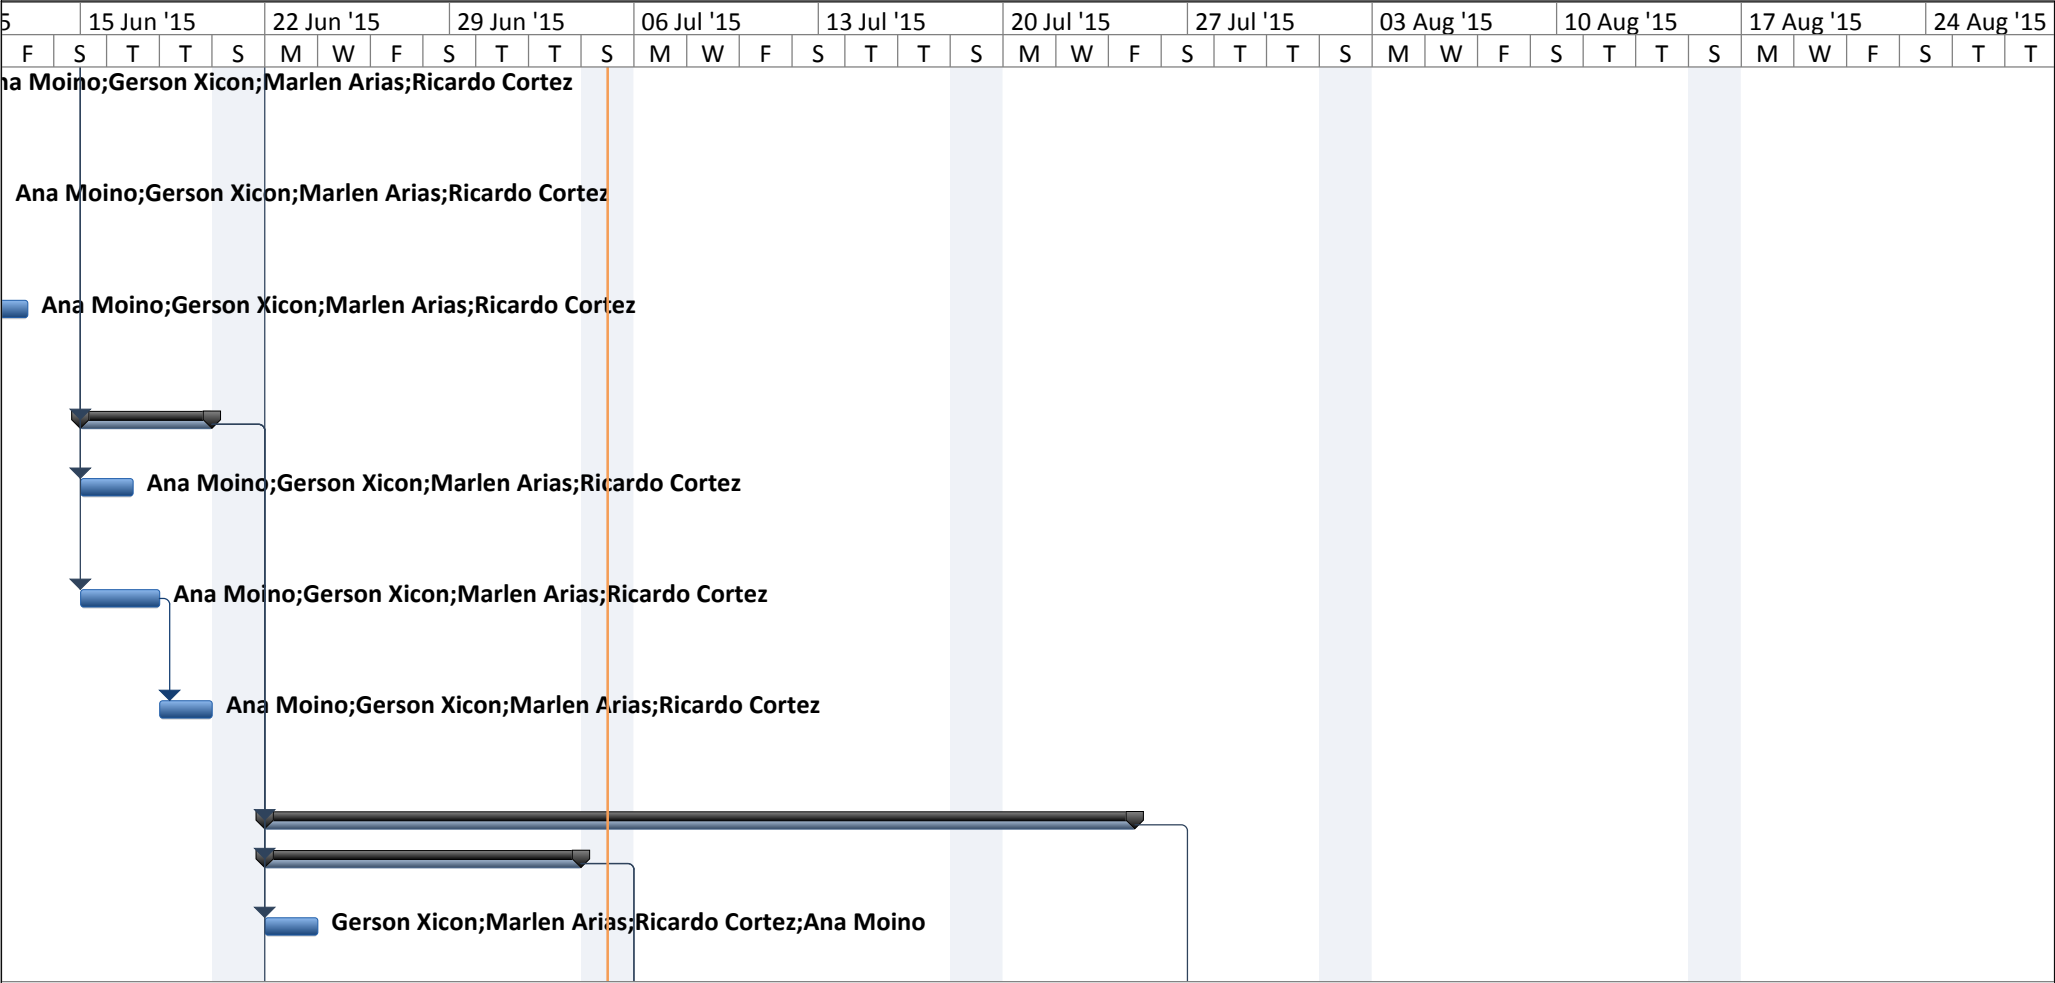 5 15 Jun '15 22 Jun '15 29 Jun '15 06 Jul '15 13 Jul '15 20 Jul '15 27 Jul '15 03 Aug '15 10 Aug '15 17 Aug '15 24 Aug '15
F S T T S M W F S T T S M W F S T T S M W F S T T S M W F S T T S M W F S T T
na Moino;Gerson Xicon;Marlen Arias;Ricardo Cortez
Ana Moino;Gerson Xicon;Marlen Arias;Ricardo Cortez
Ana Moino;Gerson Xicon;Marlen Arias;Ricardo Cortez
Ana Moino;Gerson Xicon;Marlen Arias;Ricardo Cortez
Ana Moino;Gerson Xicon;Marlen Arias;Ricardo Cortez
Ana Moino;Gerson Xicon;Marlen Arias;Ricardo Cortez
Gerson Xicon;Marlen Arias;Ricardo Cortez;Ana Moino